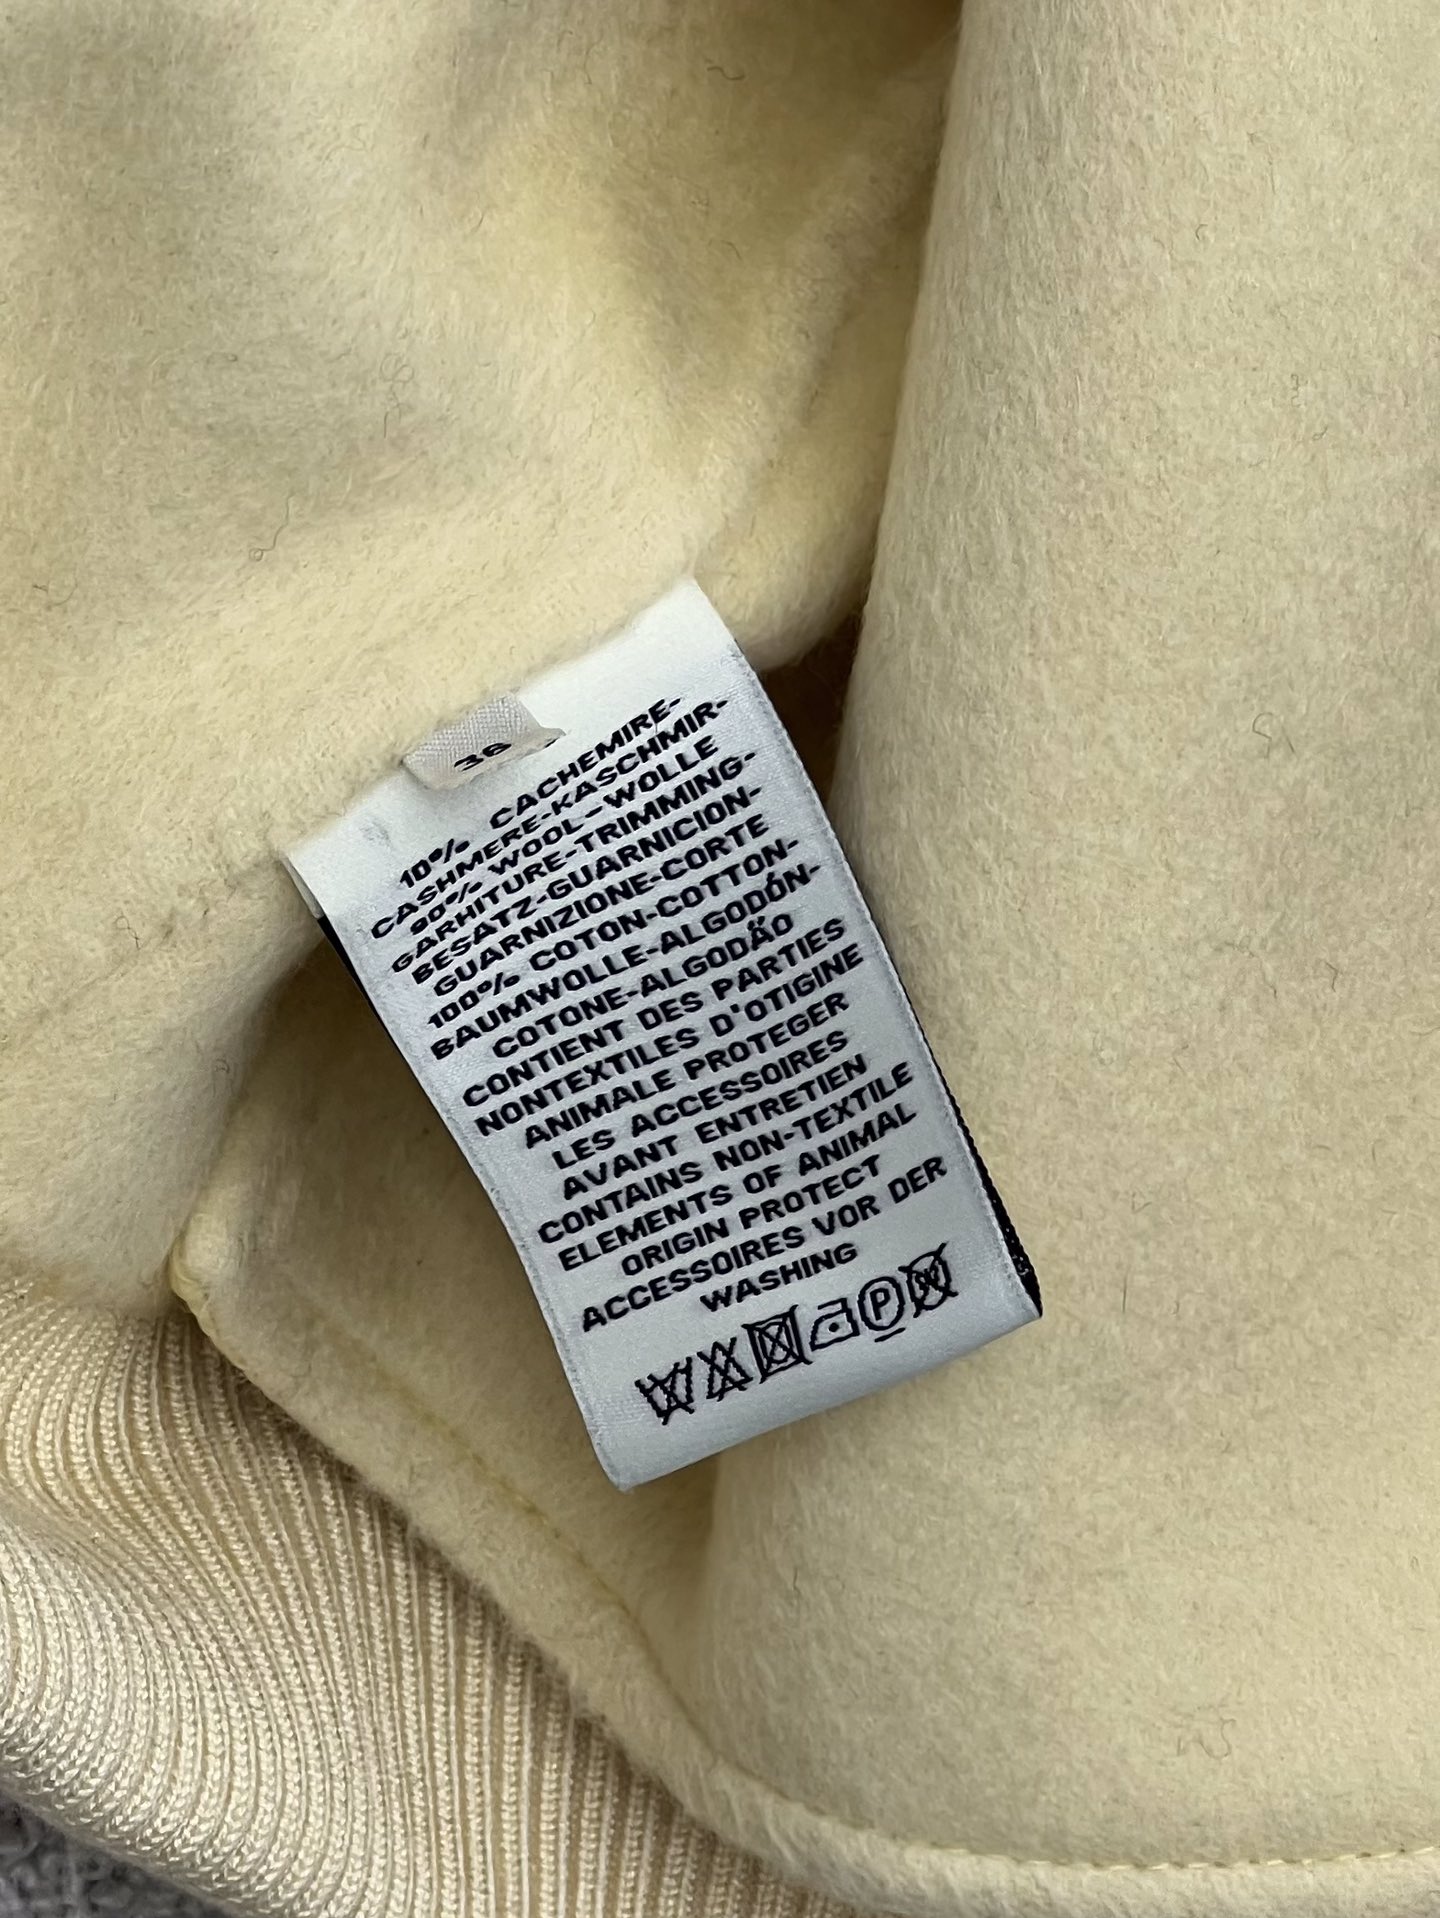 36
10% CACHEMIRE-
CASHMERE-KASCHMIR-
90% WOOL-WOLLE
GARHITURE-TRIMMING-
BESATZ-GUARNICION-
GUARNIZIONE-CORTE
100% COTON-COTTON-
BAUMWOLLE-ALGODÓN-
COTONE-ALGODÃO
CONTIENT DES PARTIES
NONTEXTILES D'OTIGINE
ANIMALE PROTEGER
LES ACCESSOIRES
AVANT ENTRETIEN
CONTAINS NON-TEXTILE
ELEMENTS OF ANIMAL
ORIGIN PROTECT
ACCESSOIRES VOR DER
WASHING
P